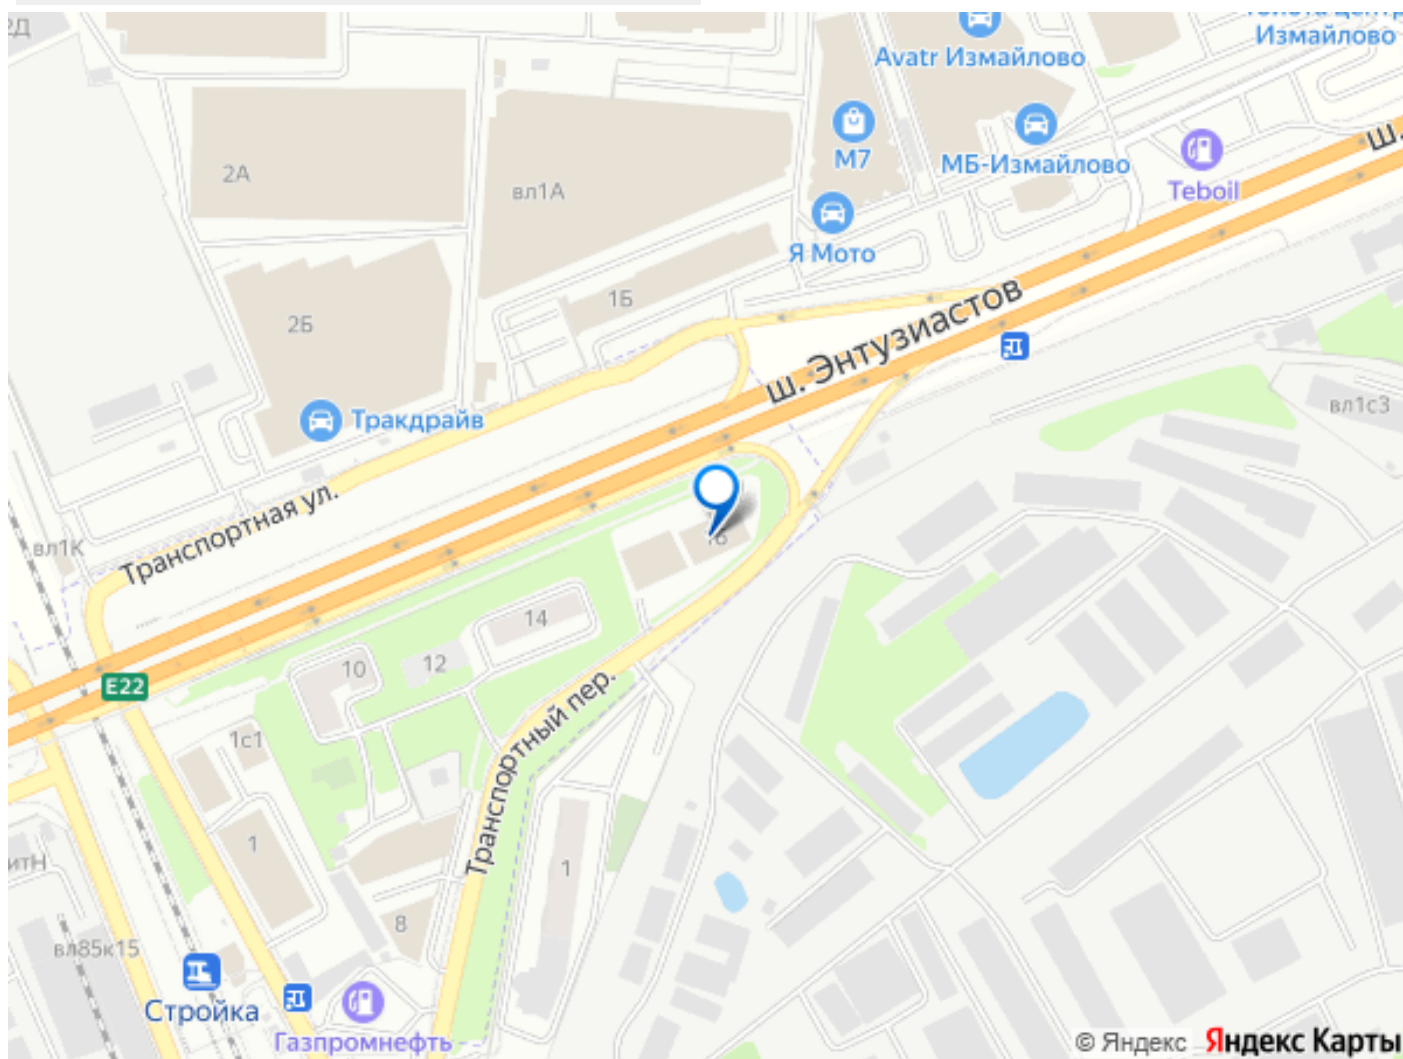 Измайлово
Avatr Измайлово
М7
МБ-Измайлово
Teboil
ш.
2А
вл1А
Я Мото
1Б
2Б
ш. Энтузиастов
Тракдрайв
вл1с3
Транспортная ул.
вл1К
16
14
12
10
E22
Транспортный пер.
1с1
1
1
8
вл85к15
Стройка
Газпромнефть
© Яндекс Яндекс Карты